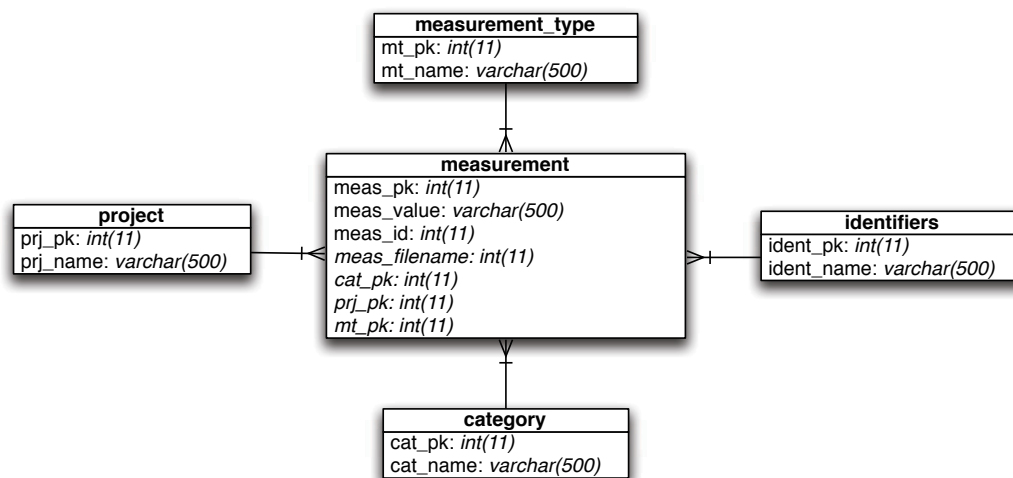 measurement_type
mt_pk: int(11)
mt_name: varchar(500)
measurement
meas_pk: int(11)
meas_value: varchar(500)
meas_id: int(11)
meas_filename: int(11)
cat_pk: int(11)
prj_pk: int(11)
mt_pk: int(11)
project
prj_pk: int(11)
prj_name: varchar(500)
identifiers
ident_pk: int(11)
ident_name: varchar(500)
category
cat_pk: int(11)
cat_name: varchar(500)